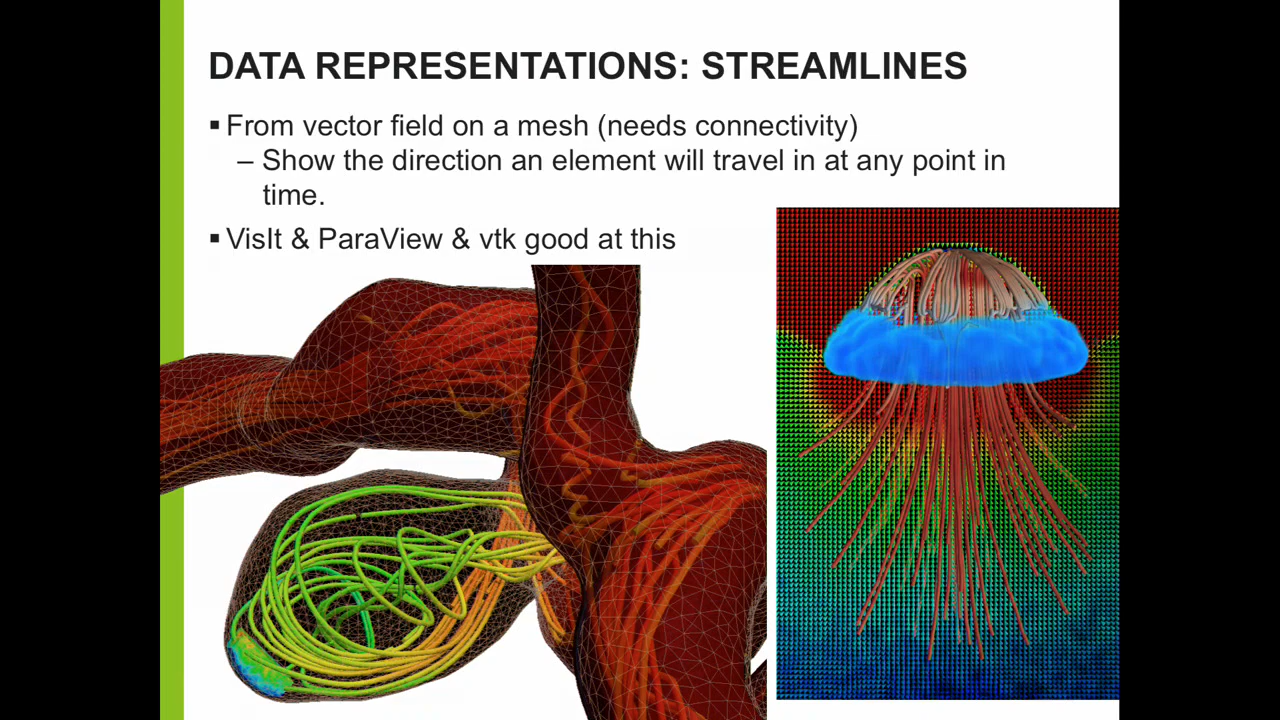 DATA REPRESENTATIONS: STREAMLINES
▪ From vector field on a mesh (needs connectivity)
– Show the direction an element will travel in at any point in
time.
▪ VisIt & ParaView & vtk good at this